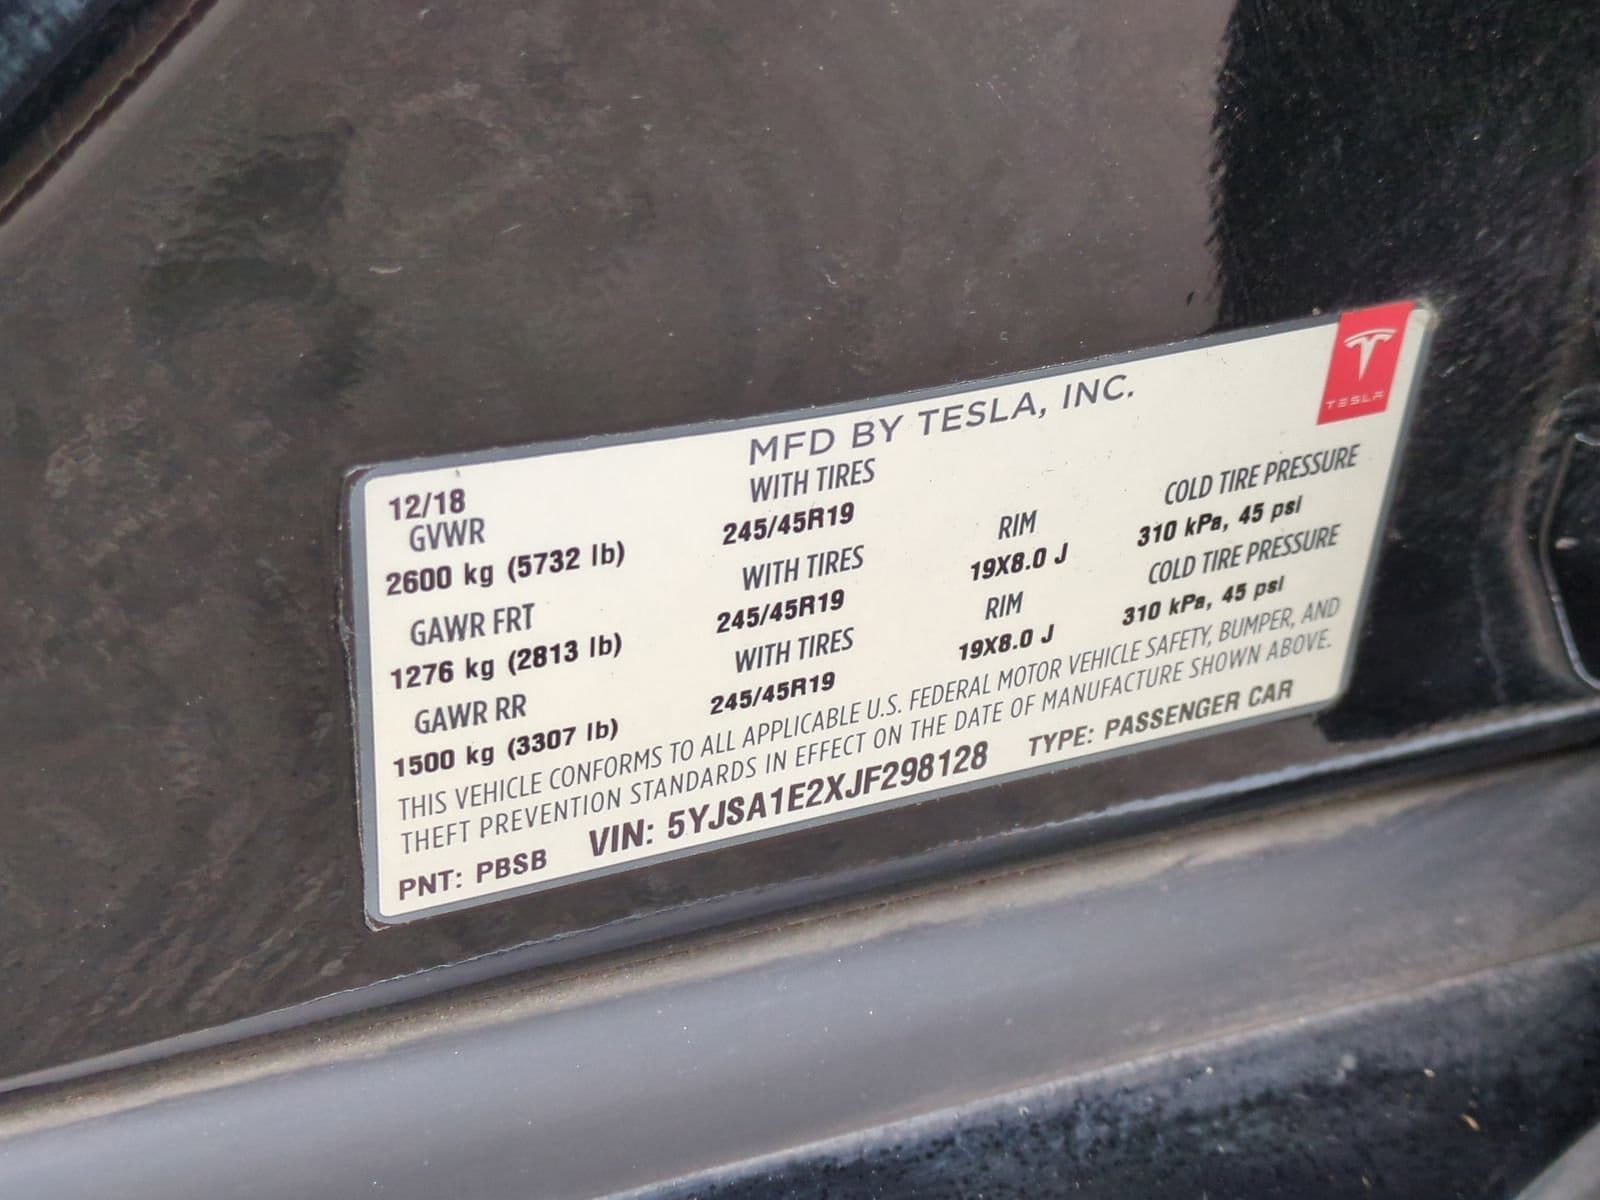 TESLA
MFD BY TESLA, INC.
12/18
GVWR WITH TIRES
2600 kg (5732 lb) 245/45R19 RIM COLD TIRE PRESSURE
GAWR FRT WITH TIRES 19X8.0 J 310 kPa, 45 psi
1276 kg (2813 lb) 245/45R19 RIM COLD TIRE PRESSURE
GAWR RR WITH TIRES 19X8.0 J 310 kPa, 45 psi
1500 kg (3307 lb) 245/45R19
THIS VEHICLE CONFORMS TO ALL APPLICABLE U.S. FEDERAL MOTOR VEHICLE SAFETY, BUMPER, AND
THEFT PREVENTION STANDARDS IN EFFECT ON THE DATE OF MANUFACTURE SHOWN ABOVE.
PNT: PBSB VIN: 5YJSA1E2XJF298128 TYPE: PASSENGER CAR